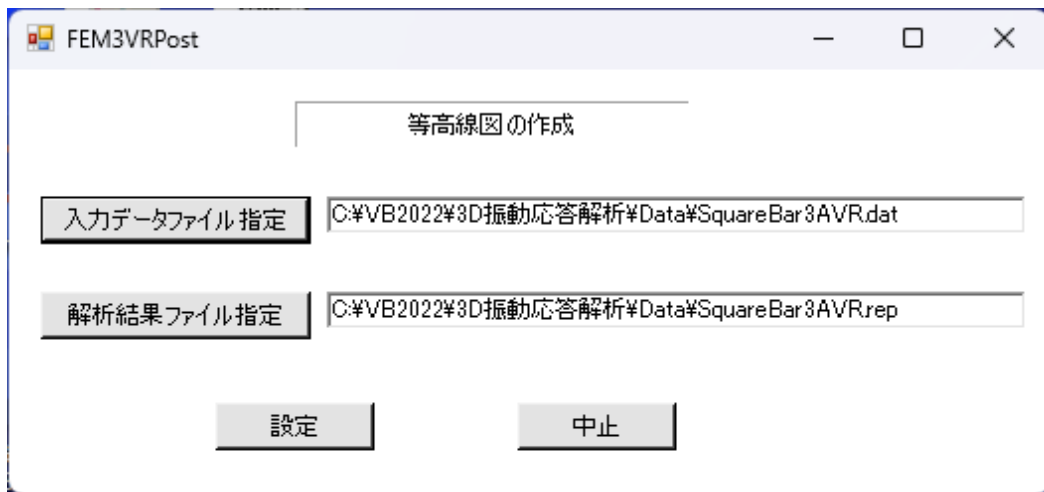 FEM3VRPost
等高線図の作成
入力データファイル指定
C:¥VB2022¥3D振動応答解析¥Data¥SquareBar3AVR.dat
解析結果ファイル指定
C:¥VB2022¥3D振動応答解析¥Data¥SquareBar3AVR.rep
設定
中止